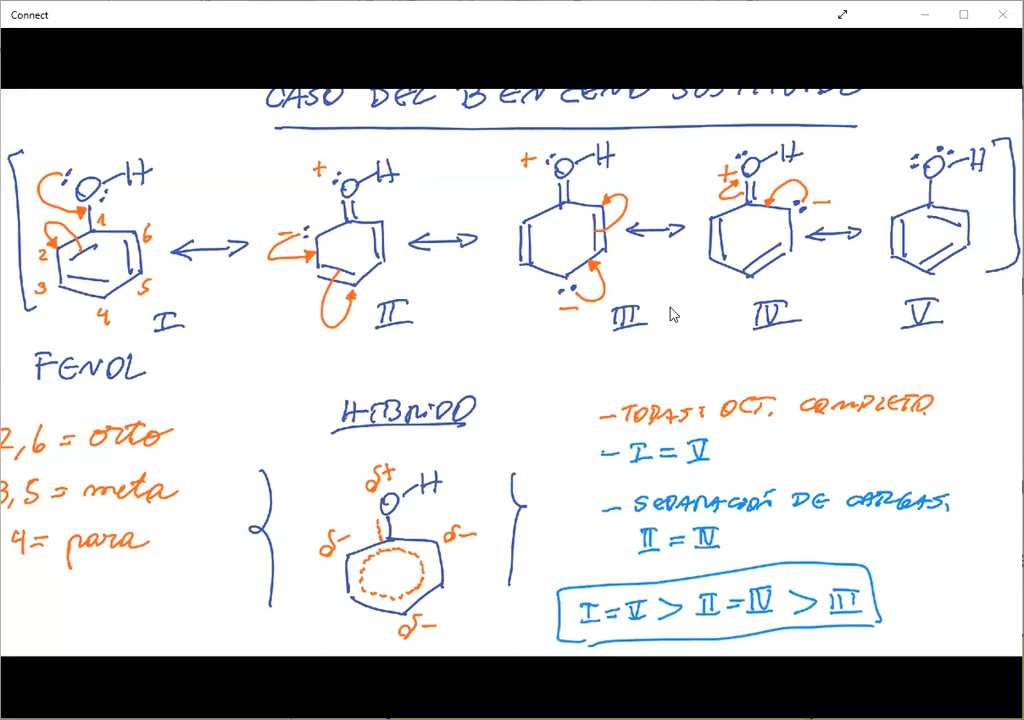 Connect
CASO DEL BENCENO SUSTITUIDO
:O-H
+ :O-H
+ :O-H
+ :O-H
:O-H
1
2
6
3
5
4
I
II
III
IV
V
FENOL
HÍBRIDO
2,6 = orto
3,5 = meta
4 = para
δ+
O-H
δ-
δ-
δ-
- TODAS: OCT. COMPLETO
- I = V
- SEPARACIÓN DE CARGAS.
II = IV
I = V > II = IV > III